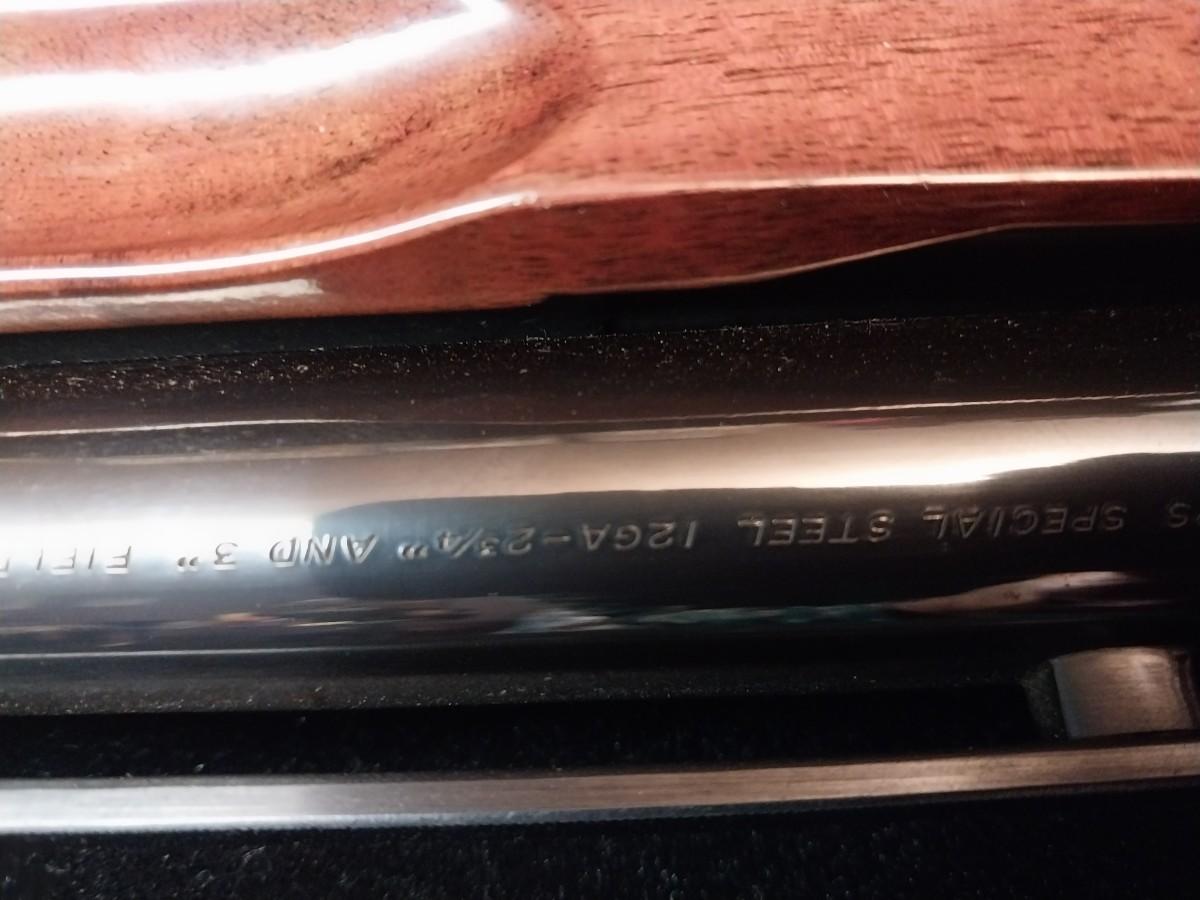 S SPECIAL STEEL 12GA-2¾" AND 3"